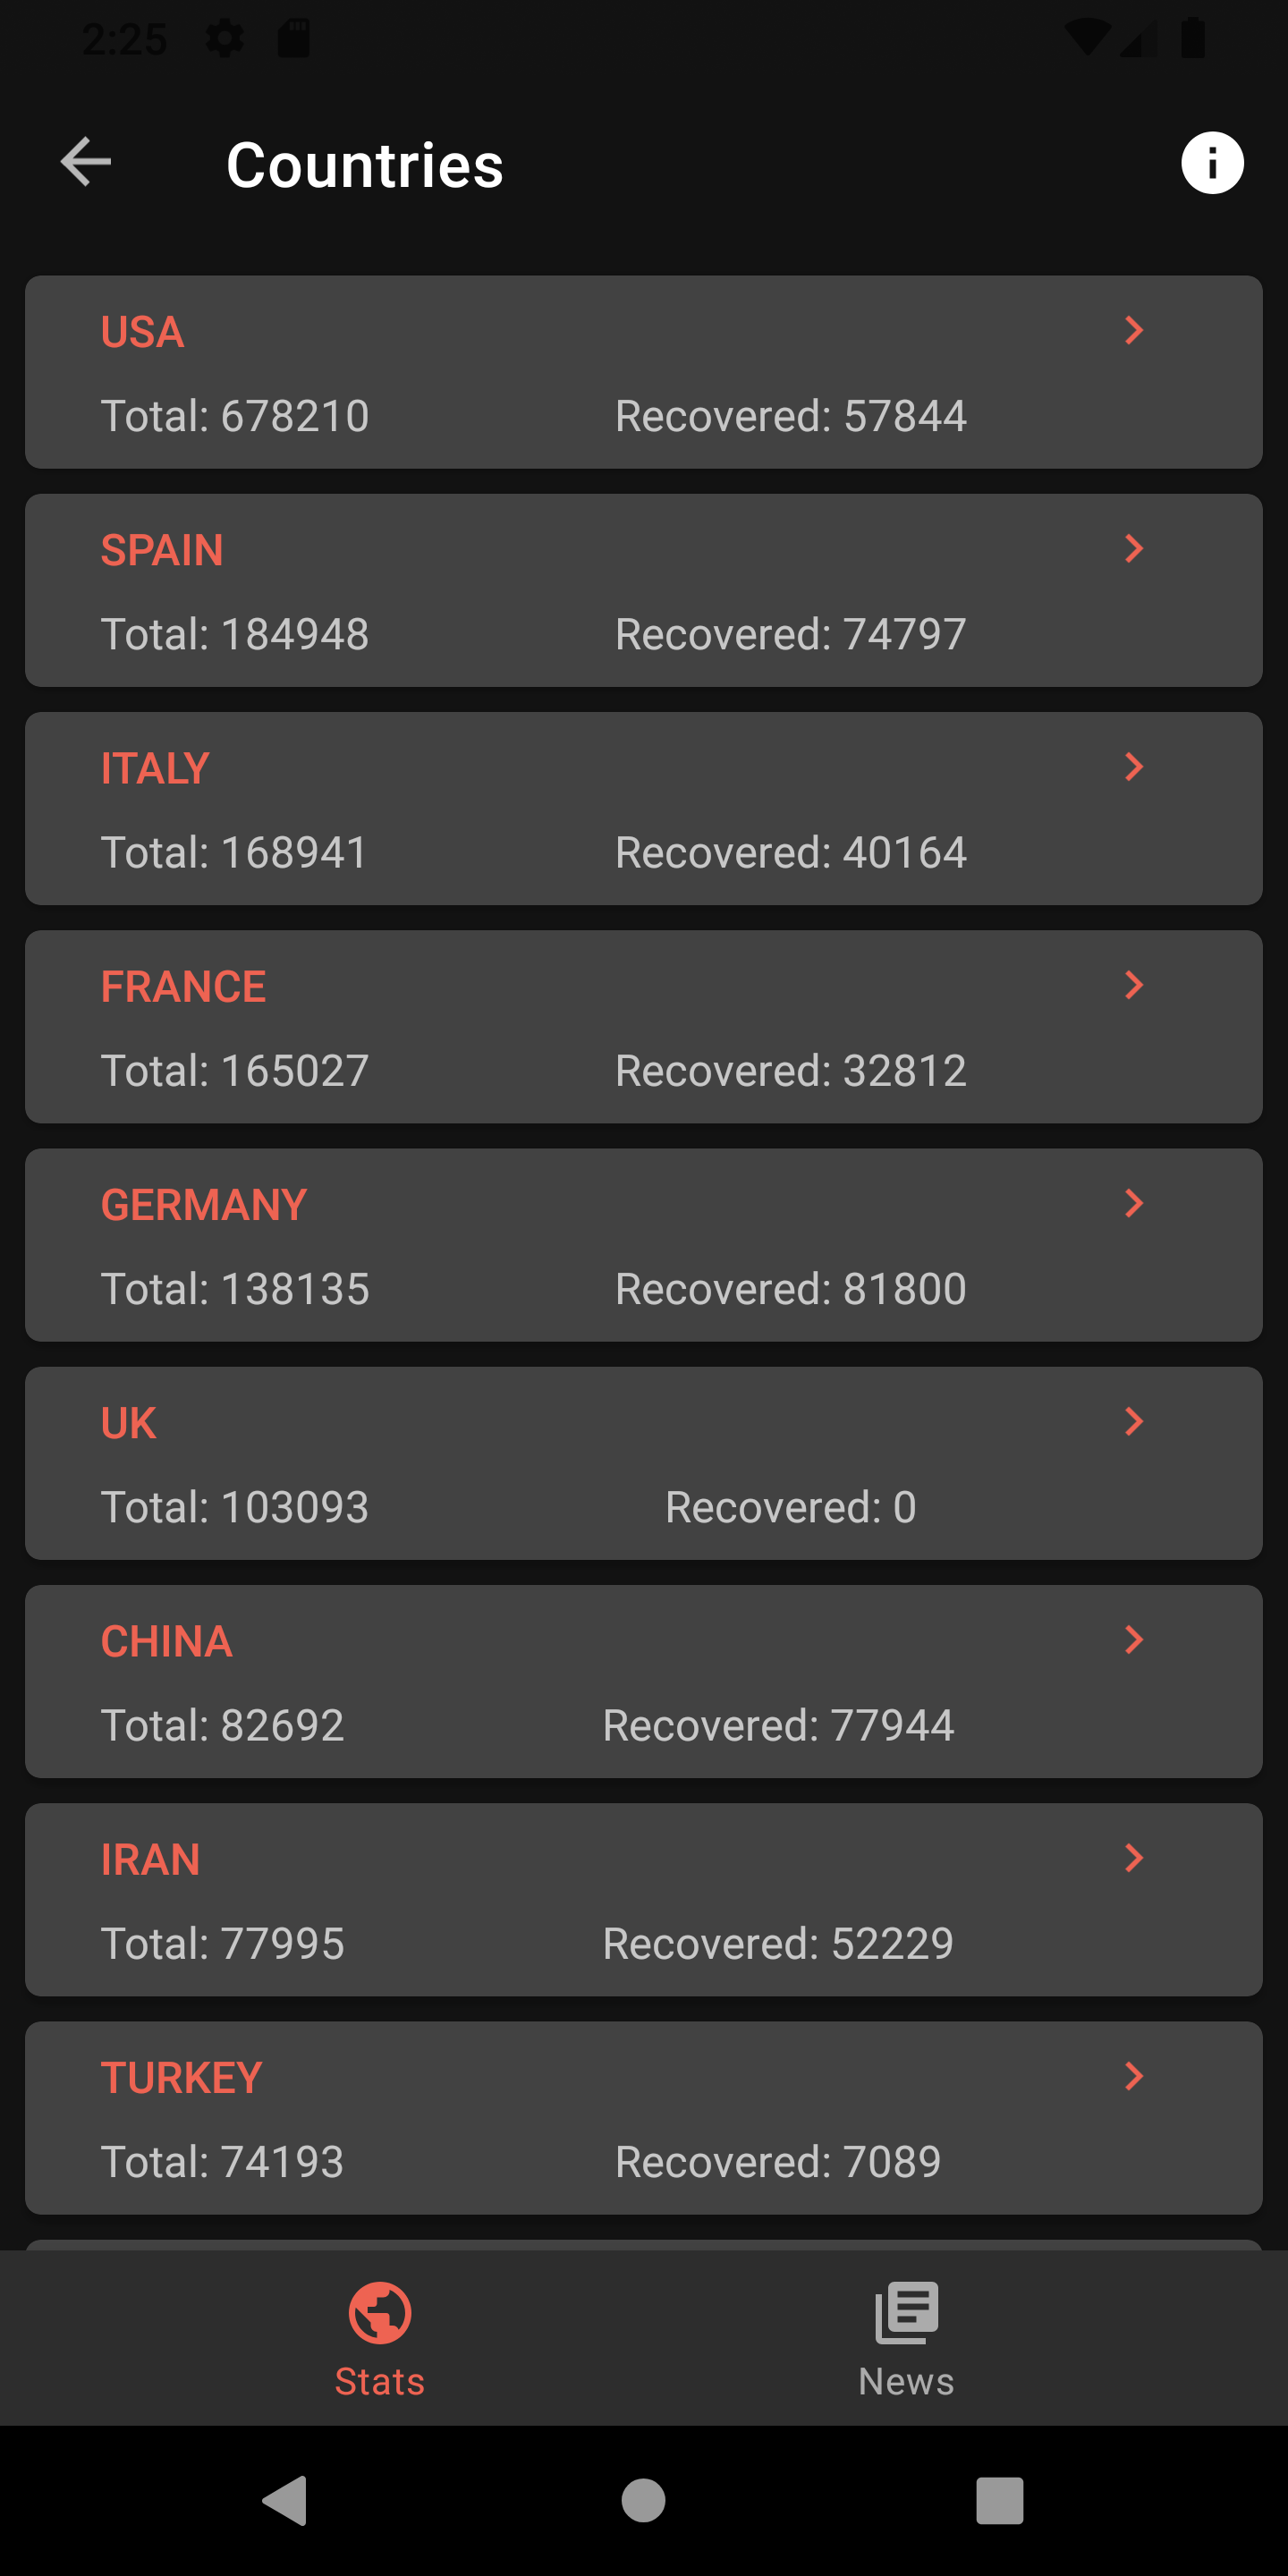 2:25
Countries
USA
Total: 678210 Recovered: 57844
SPAIN
Total: 184948 Recovered: 74797
ITALY
Total: 168941 Recovered: 40164
FRANCE
Total: 165027 Recovered: 32812
GERMANY
Total: 138135 Recovered: 81800
UK
Total: 103093 Recovered: 0
CHINA
Total: 82692 Recovered: 77944
IRAN
Total: 77995 Recovered: 52229
TURKEY
Total: 74193 Recovered: 7089
Stats News